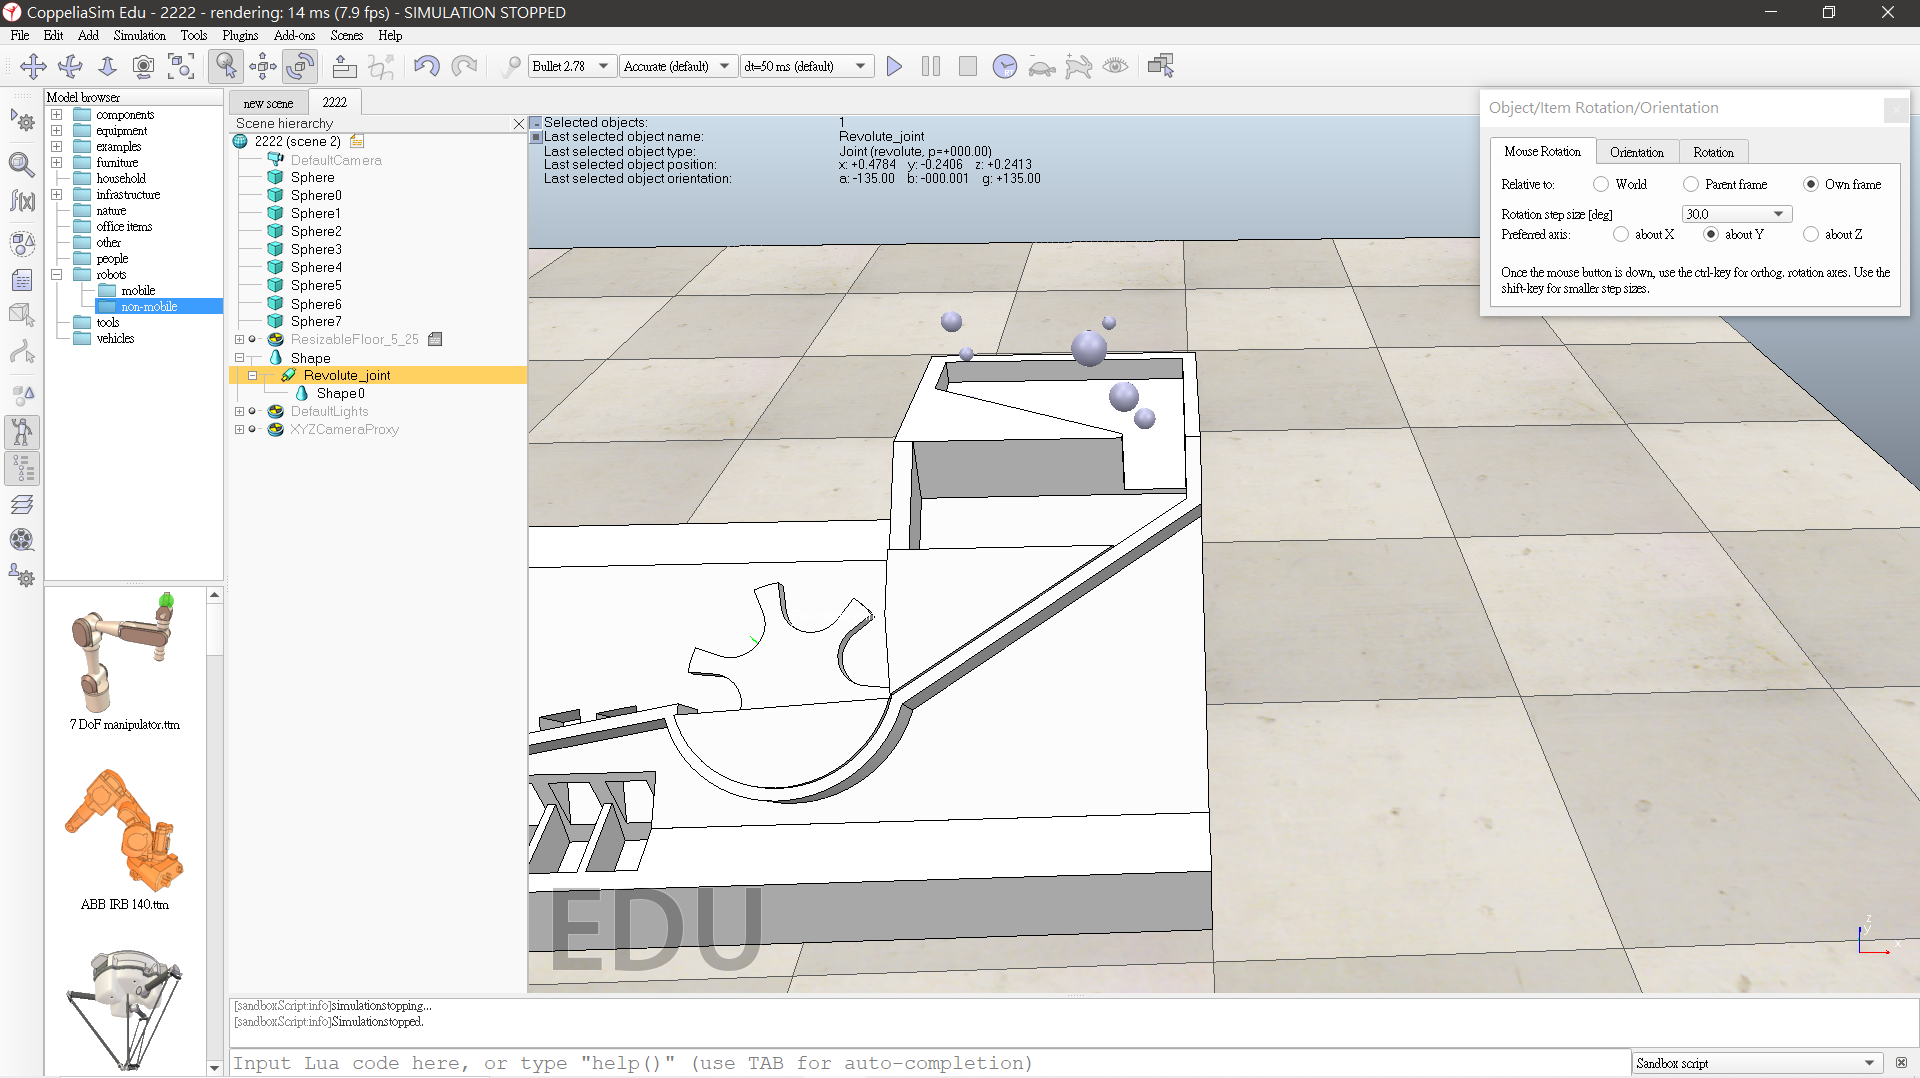 CoppeliaSim Edu - 2222 - rendering: 14 ms (7.9 fps) - SIMULATION STOPPED
File Edit Add Simulation Tools Plugins Add-ons Scenes Help
Bullet 2.78 Accurate (default) dt=50 ms (default)
Model browser
components
equipment
examples
furniture
household
infrastructure
nature
office items
other
people
robots
mobile
non-mobile
tools
vehicles
7 DoF manipulator.ttm
ABB IRB 140.ttm
new scene 2222
Scene hierarchy
2222 (scene 2)
DefaultCamera
Sphere
Sphere0
Sphere1
Sphere2
Sphere3
Sphere4
Sphere5
Sphere6
Sphere7
ResizableFloor_5_25
Shape
Revolute_joint
Shape0
DefaultLights
XYZCameraProxy
Selected objects: 1
Last selected object name: Revolute_joint
Last selected object type: Joint (revolute, p=+000.00)
Last selected object position: x: +0.4784 y: -0.2406 z: +0.2413
Last selected object orientation: a: -135.00 b: -000.001 g: +135.00
Object/Item Rotation/Orientation
Mouse Rotation Orientation Rotation
Relative to: World Parent frame Own frame
Rotation step size [deg] 30.0
Preferred axis: about X about Y about Z
Once the mouse button is down, use the ctrl-key for orthog. rotation axes. Use the
shift-key for smaller step sizes.
EDU
z
y
x
[sandboxScript:info]simulationstopping...
[sandboxScript:info]Simulationstopped.
Input Lua code here, or type "help()" (use TAB for auto-completion)
Sandbox script